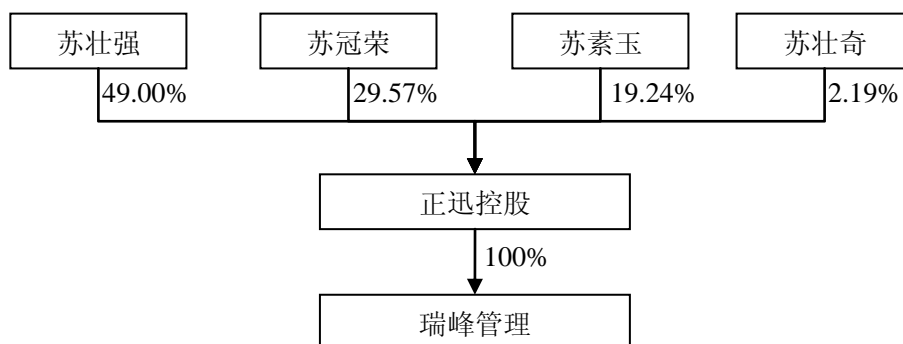 苏壮强
苏冠荣
苏素玉
苏壮奇
49.00%
29.57%
19.24%
2.19%
正迅控股
100%
瑞峰管理